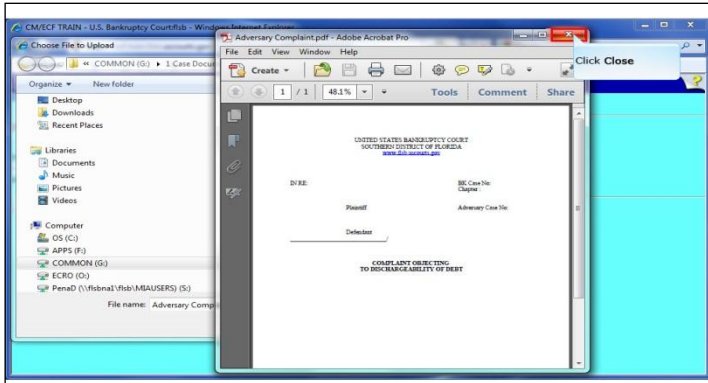 CM/ECF TRAIN - U.S. Bankruptcy Court:flsb - Windows Internet Explorer
Choose File to Upload
COMMON (G:) ▸ 1.Case Docum
Organize ▾ New folder
Desktop
Downloads
Recent Places
Libraries
Documents
Music
Pictures
Videos
Computer
OS (C:)
APPS (F:)
COMMON (G:)
ECRO (O:)
PenaD (\\flsbna1\flsb\MIAUSERS) (S:)
File name: Adversary Comp
Adversary Complaint.pdf - Adobe Acrobat Pro
File Edit View Window Help
Create ▾
1 / 1 48.1% ▾ Tools Comment Share
UNITED STATES BANKRUPTCY COURT
SOUTHERN DISTRICT OF FLORIDA
www.flsb.uscourts.gov
IN RE: BK Case No:
Chapter :
Plaintiff Adversary Case No:
Defendant
/
COMPLAINT OBJECTING
TO DISCHARGEABILITY OF DEBT
Click Close